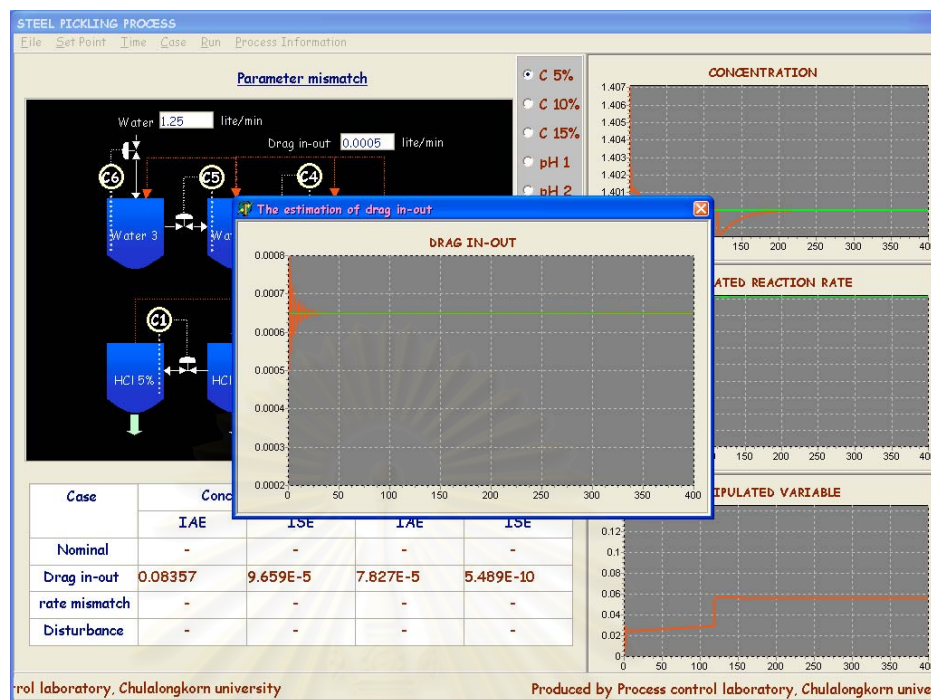 STEEL PICKLING PROCESS
File Set Point Time Case Run Process Information
Parameter mismatch
Water 1.25 lite/min
Drag in-out 0.0005 lite/min
C6
C5
C4
Water 3
Wa
C1
HCl 5%
HCl
C 5%
C 10%
C 15%
pH 1
pH 2
CONCENTRATION
1.407
1.406
1.405
1.404
1.403
1.402
1.401
150 200 250 300 350 400
The estimation of drag in-out
DRAG IN-OUT
0.0008
0.0007
0.0006
0.0005
0.0004
0.0003
0.0002
0 50 100 150 200 250 300 350 400
ATED REACTION RATE
150 200 250 300 350 400
IPULATED VARIABLE
0.12
0.1
0.08
0.06
0.04
0.02
0
0 50 100 150 200 250 300 350 400
Case Conc
IAE ISE IAE ISE
Nominal - - - -
Drag in-out 0.08357 9.659E-5 7.827E-5 5.489E-10
rate mismatch - - - -
Disturbance - - - -
rol laboratory, Chulalongkorn university
Produced by Process control laboratory, Chulalongkorn unive